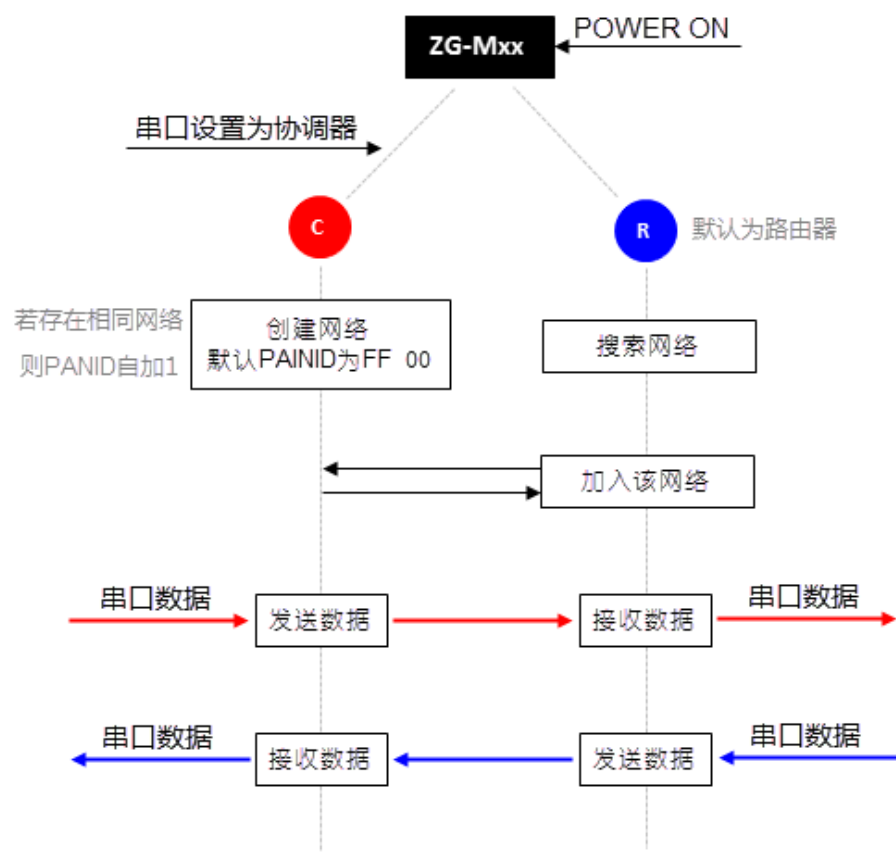 ZG-Mxx
POWER ON
串口设置为协调器
C
R
默认为路由器
若存在相同网络
则PANID自加1
创建网络
默认PAINID为FF 00
搜索网络
加入该网络
串口数据
发送数据
接收数据
串口数据
串口数据
接收数据
发送数据
串口数据